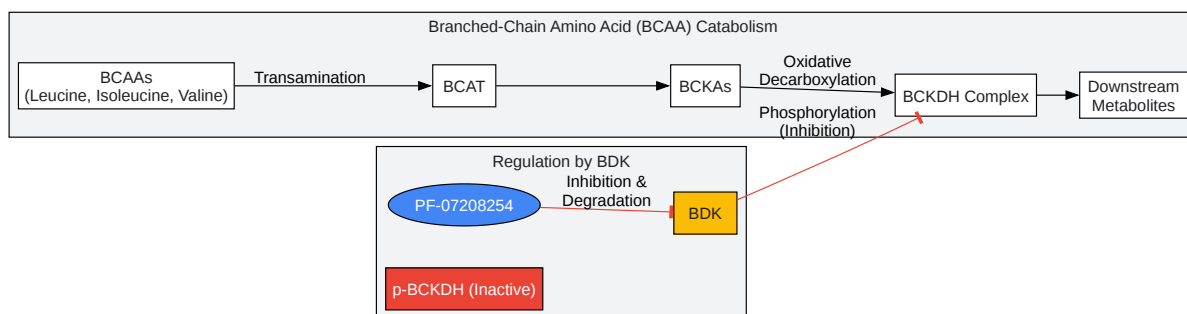 Branched-Chain Amino Acid (BCAA) Catabolism
BCAAs
(Leucine, Isoleucine, Valine)
Transamination
BCAT
BCKAs
Oxidative
Decarboxylation
BCKDH Complex
Downstream
Metabolites
Phosphorylation
(Inhibition)
Regulation by BDK
PF-07208254
Inhibition &
Degradation
BDK
p-BCKDH (Inactive)